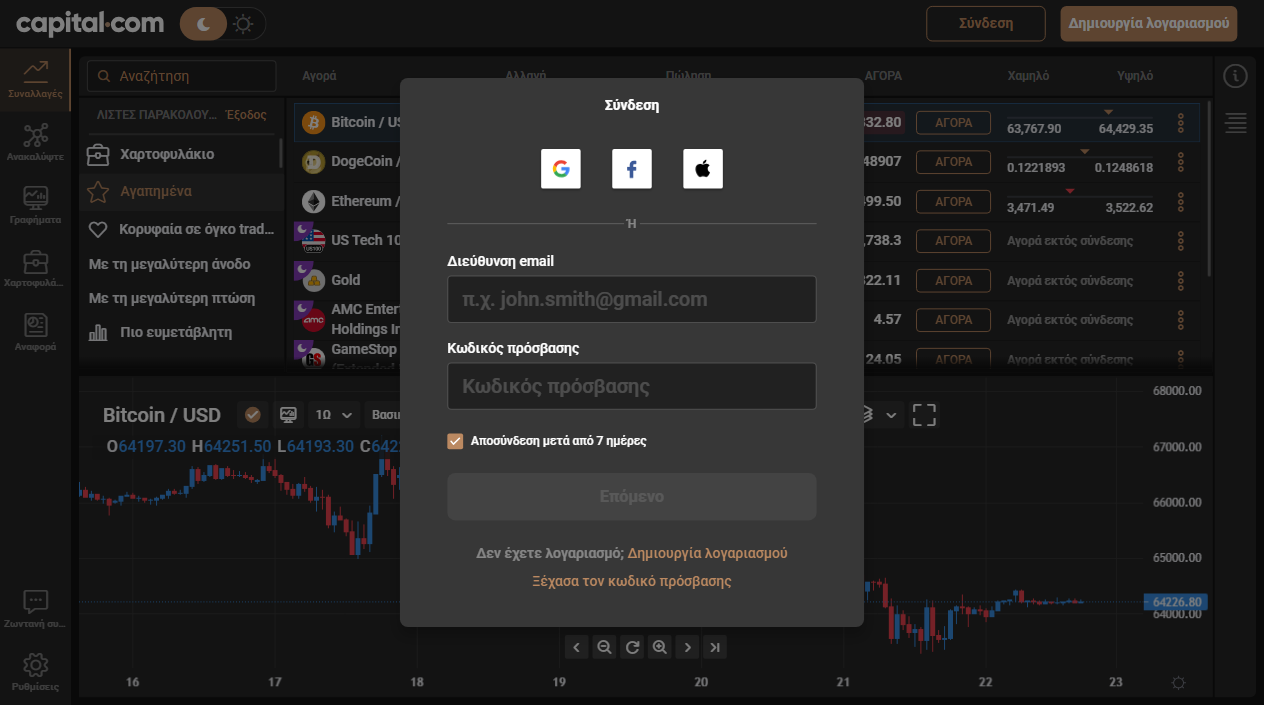 capital.com
Σύνδεση
Δημιουργία λογαριασμού
Συναλλαγές
Ανακαλύψτε
Γραφήματα
Χαρτοφυλά...
Αναφορά
Ζωντανή συ...
Ρυθμίσεις
Αναζήτηση
ΛΙΣΤΕΣ ΠΑΡΑΚΟΛΟΥ... Έξοδος
Χαρτοφυλάκιο
Αγαπημένα
Κορυφαία σε όγκο trad...
Με τη μεγαλύτερη άνοδο
Με τη μεγαλύτερη πτώση
Πιο ευμετάβλητη
Αγορά Αλλαγή Πώληση ΑΓΟΡΑ Χαμηλό Υψηλό
Bitcoin / US 332.80 ΑΓΟΡΑ 63,767.90 64,429.35
DogeCoin / 48907 ΑΓΟΡΑ 0.1221893 0.1248618
Ethereum / 99.50 ΑΓΟΡΑ 3,471.49 3,522.62
US Tech 10 ,738.3 ΑΓΟΡΑ Αγορά εκτός σύνδεσης
Gold 322.11 ΑΓΟΡΑ Αγορά εκτός σύνδεσης
AMC Enter
Holdings In 4.57 ΑΓΟΡΑ Αγορά εκτός σύνδεσης
GameStop 24.05 ΑΓΟΡΑ Αγορά εκτός σύνδεσης
(Extended
Σύνδεση
Ή
Διεύθυνση email
π.χ. john.smith@gmail.com
Κωδικός πρόσβασης
Κωδικός πρόσβασης
Αποσύνδεση μετά από 7 ημέρες
Επόμενο
Δεν έχετε λογαριασμό; Δημιουργία λογαριασμού
Ξέχασα τον κωδικό πρόσβασης
Bitcoin / USD 1Ω Βασι
O64197.30 H64251.50 L64193.30 C642
68000.00
67000.00
66000.00
65000.00
64226.80
64000.00
16 17 18 19 20 21 22 23